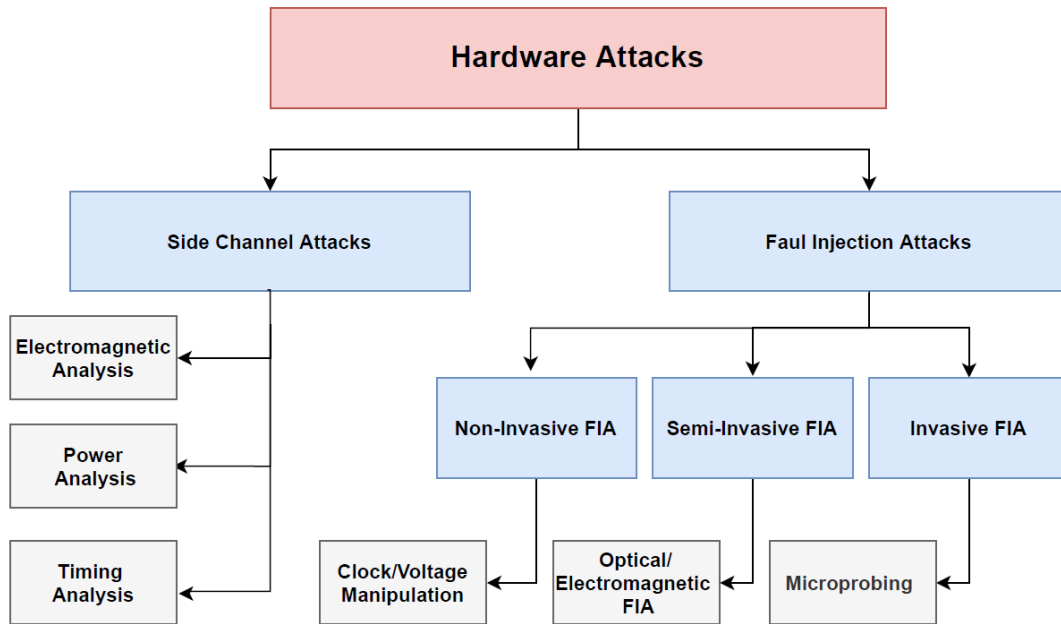 Hardware Attacks
Side Channel Attacks
Faul Injection Attacks
Electromagnetic
Analysis
Power
Analysis
Timing
Analysis
Non-Invasive FIA
Semi-Invasive FIA
Invasive FIA
Clock/Voltage
Manipulation
Optical/
Electromagnetic
FIA
Microprobing